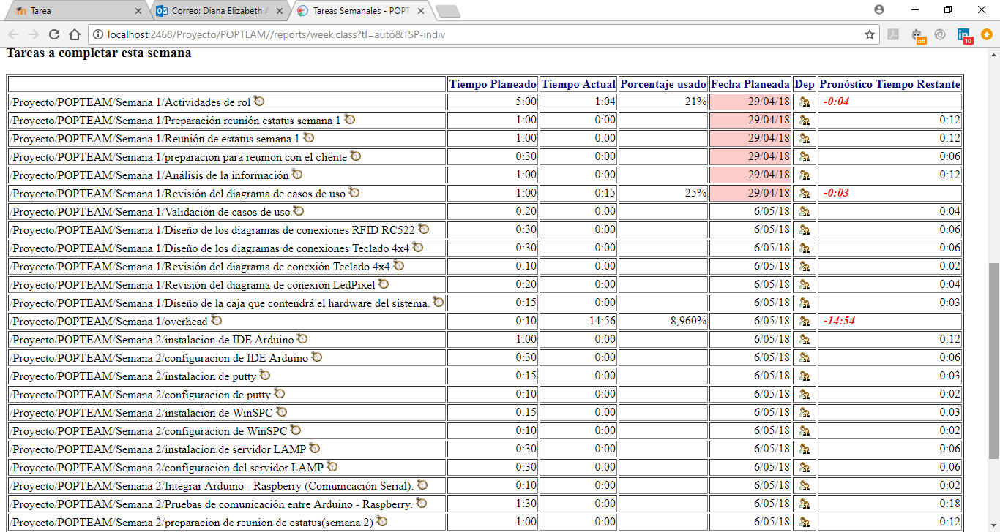 Tarea
Correo: Diana Elizabeth A
Tareas Semanales - POPT
localhost:2468/Proyecto/POPTEAM//reports/week.class?tl=auto&TSP-indiv
off
10
Tareas a completar esta semana
Tiempo Planeado Tiempo Actual Porcentaje usado Fecha Planeada Dep Pronóstico Tiempo Restante
/Proyecto/POPTEAM/Semana 1/Actividades de rol 5:00 1:04 21% 29/04/18 -0:04
/Proyecto/POPTEAM/Semana 1/Preparación reunión estatus semana 1 1:00 0:00 29/04/18 0:12
/Proyecto/POPTEAM/Semana 1/Reunión de estatus semana 1 1:00 0:00 29/04/18 0:12
/Proyecto/POPTEAM/Semana 1/preparacion para reunion con el cliente 0:30 0:00 29/04/18 0:06
/Proyecto/POPTEAM/Semana 1/Análisis de la información 1:00 0:00 29/04/18 0:12
/Proyecto/POPTEAM/Semana 1/Revisión del diagrama de casos de uso 1:00 0:15 25% 29/04/18 -0:03
/Proyecto/POPTEAM/Semana 1/Validación de casos de uso 0:20 0:00 6/05/18 0:04
/Proyecto/POPTEAM/Semana 1/Diseño de los diagramas de conexiones RFID RC522 0:30 0:00 6/05/18 0:06
/Proyecto/POPTEAM/Semana 1/Diseño de los diagramas de conexiones Teclado 4x4 0:30 0:00 6/05/18 0:06
/Proyecto/POPTEAM/Semana 1/Revisión del diagrama de conexión Teclado 4x4 0:10 0:00 6/05/18 0:02
/Proyecto/POPTEAM/Semana 1/Revisión del diagrama de conexión LedPixel 0:20 0:00 6/05/18 0:04
/Proyecto/POPTEAM/Semana 1/Diseño de la caja que contendrá el hardware del sistema. 0:15 0:00 6/05/18 0:03
/Proyecto/POPTEAM/Semana 1/overhead 0:10 14:56 8,960% 6/05/18 -14:54
/Proyecto/POPTEAM/Semana 2/instalacion de IDE Arduino 1:00 0:00 6/05/18 0:12
/Proyecto/POPTEAM/Semana 2/configuracion de IDE Arduino 0:30 0:00 6/05/18 0:06
/Proyecto/POPTEAM/Semana 2/instalacion de putty 0:15 0:00 6/05/18 0:03
/Proyecto/POPTEAM/Semana 2/configuracion de putty 0:10 0:00 6/05/18 0:02
/Proyecto/POPTEAM/Semana 2/instalacion de WinSPC 0:15 0:00 6/05/18 0:03
/Proyecto/POPTEAM/Semana 2/configuracion de WinSPC 0:10 0:00 6/05/18 0:02
/Proyecto/POPTEAM/Semana 2/instalacion de servidor LAMP 0:30 0:00 6/05/18 0:06
/Proyecto/POPTEAM/Semana 2/configuracion del servidor LAMP 0:30 0:00 6/05/18 0:06
/Proyecto/POPTEAM/Semana 2/Integrar Arduino - Raspberry (Comunicación Serial). 0:10 0:00 6/05/18 0:02
/Proyecto/POPTEAM/Semana 2/Pruebas de comunicación entre Arduino - Raspberry. 1:30 0:00 6/05/18 0:18
/Proyecto/POPTEAM/Semana 2/preparacion de reunion de estatus(semana 2) 1:00 0:00 6/05/18 0:12